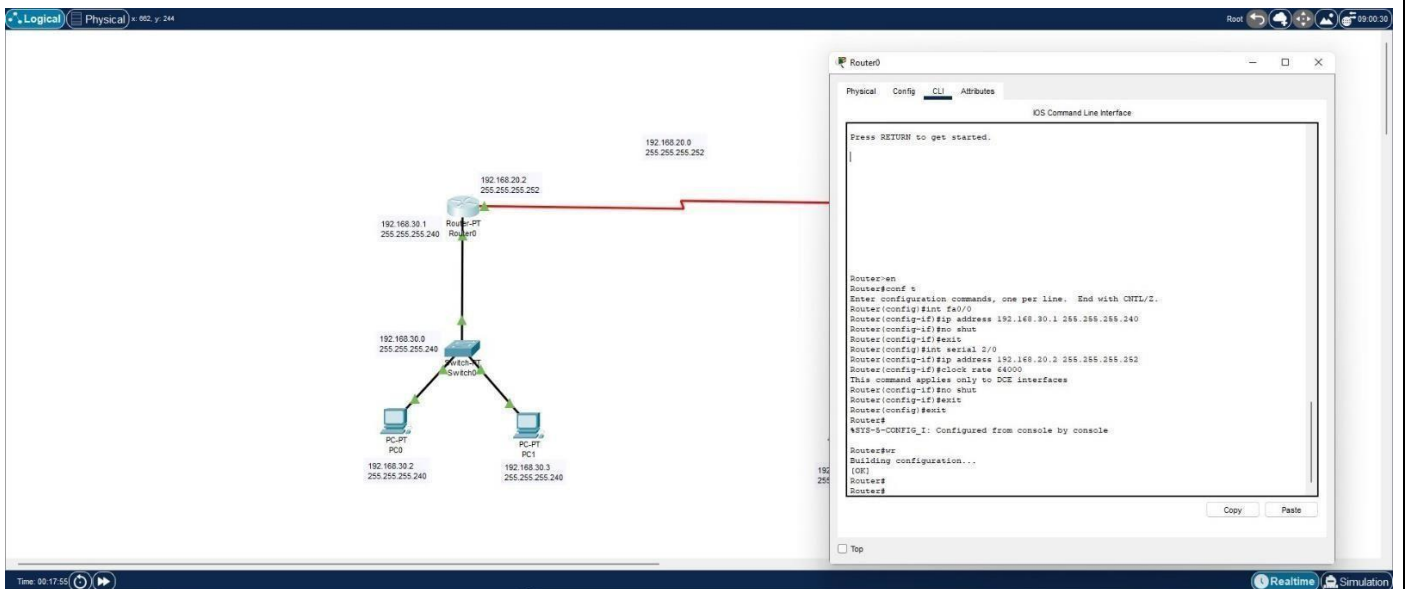 Logical Physical x: 662, y: 244 Root 09:00:30
192.168.20.0
255.255.255.252
192.168.20.2
255.255.255.252
192.168.30.1
255.255.255.240
Router-PT
Router0
192.168.30.0
255.255.255.240
Switch-PT
Switch0
PC-PT
PC0
192.168.30.2
255.255.255.240
PC-PT
PC1
192.168.30.3
255.255.255.240
192
255
Router0
Physical Config CLI Attributes
IOS Command Line Interface
Press RETURN to get started.
Router>en
Router#conf t
Enter configuration commands, one per line. End with CNTL/Z.
Router(config)#int fa0/0
Router(config-if)#ip address 192.168.30.1 255.255.255.240
Router(config-if)#no shut
Router(config-if)#exit
Router(config)#int serial 2/0
Router(config-if)#ip address 192.168.20.2 255.255.255.252
Router(config-if)#clock rate 64000
This command applies only to DCE interfaces
Router(config-if)#no shut
Router(config-if)#exit
Router(config)#exit
Router#
%SYS-5-CONFIG_I: Configured from console by console
Router#wr
Building configuration...
[OK]
Router#
Router#
Copy Paste
Top
Time: 00:17:55 Realtime Simulation